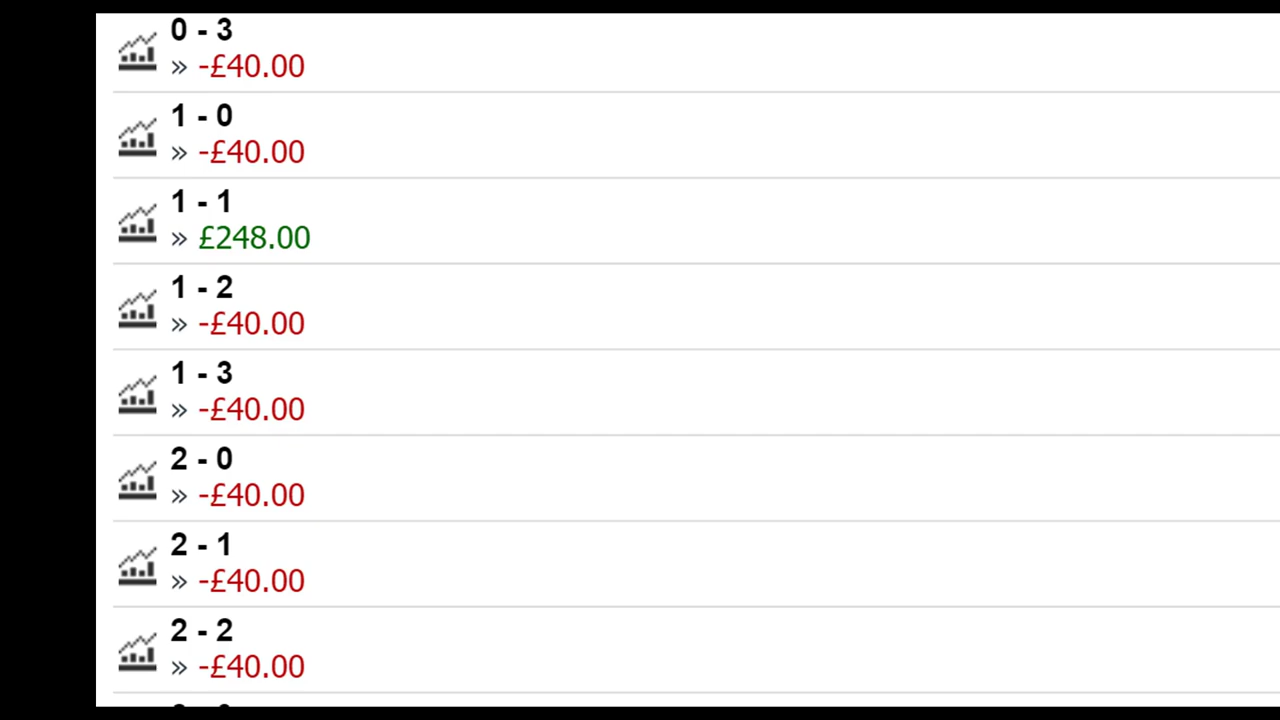 0 - 3
» -£40.00
1 - 0
» -£40.00
1 - 1
» £248.00
1 - 2
» -£40.00
1 - 3
» -£40.00
2 - 0
» -£40.00
2 - 1
» -£40.00
2 - 2
» -£40.00